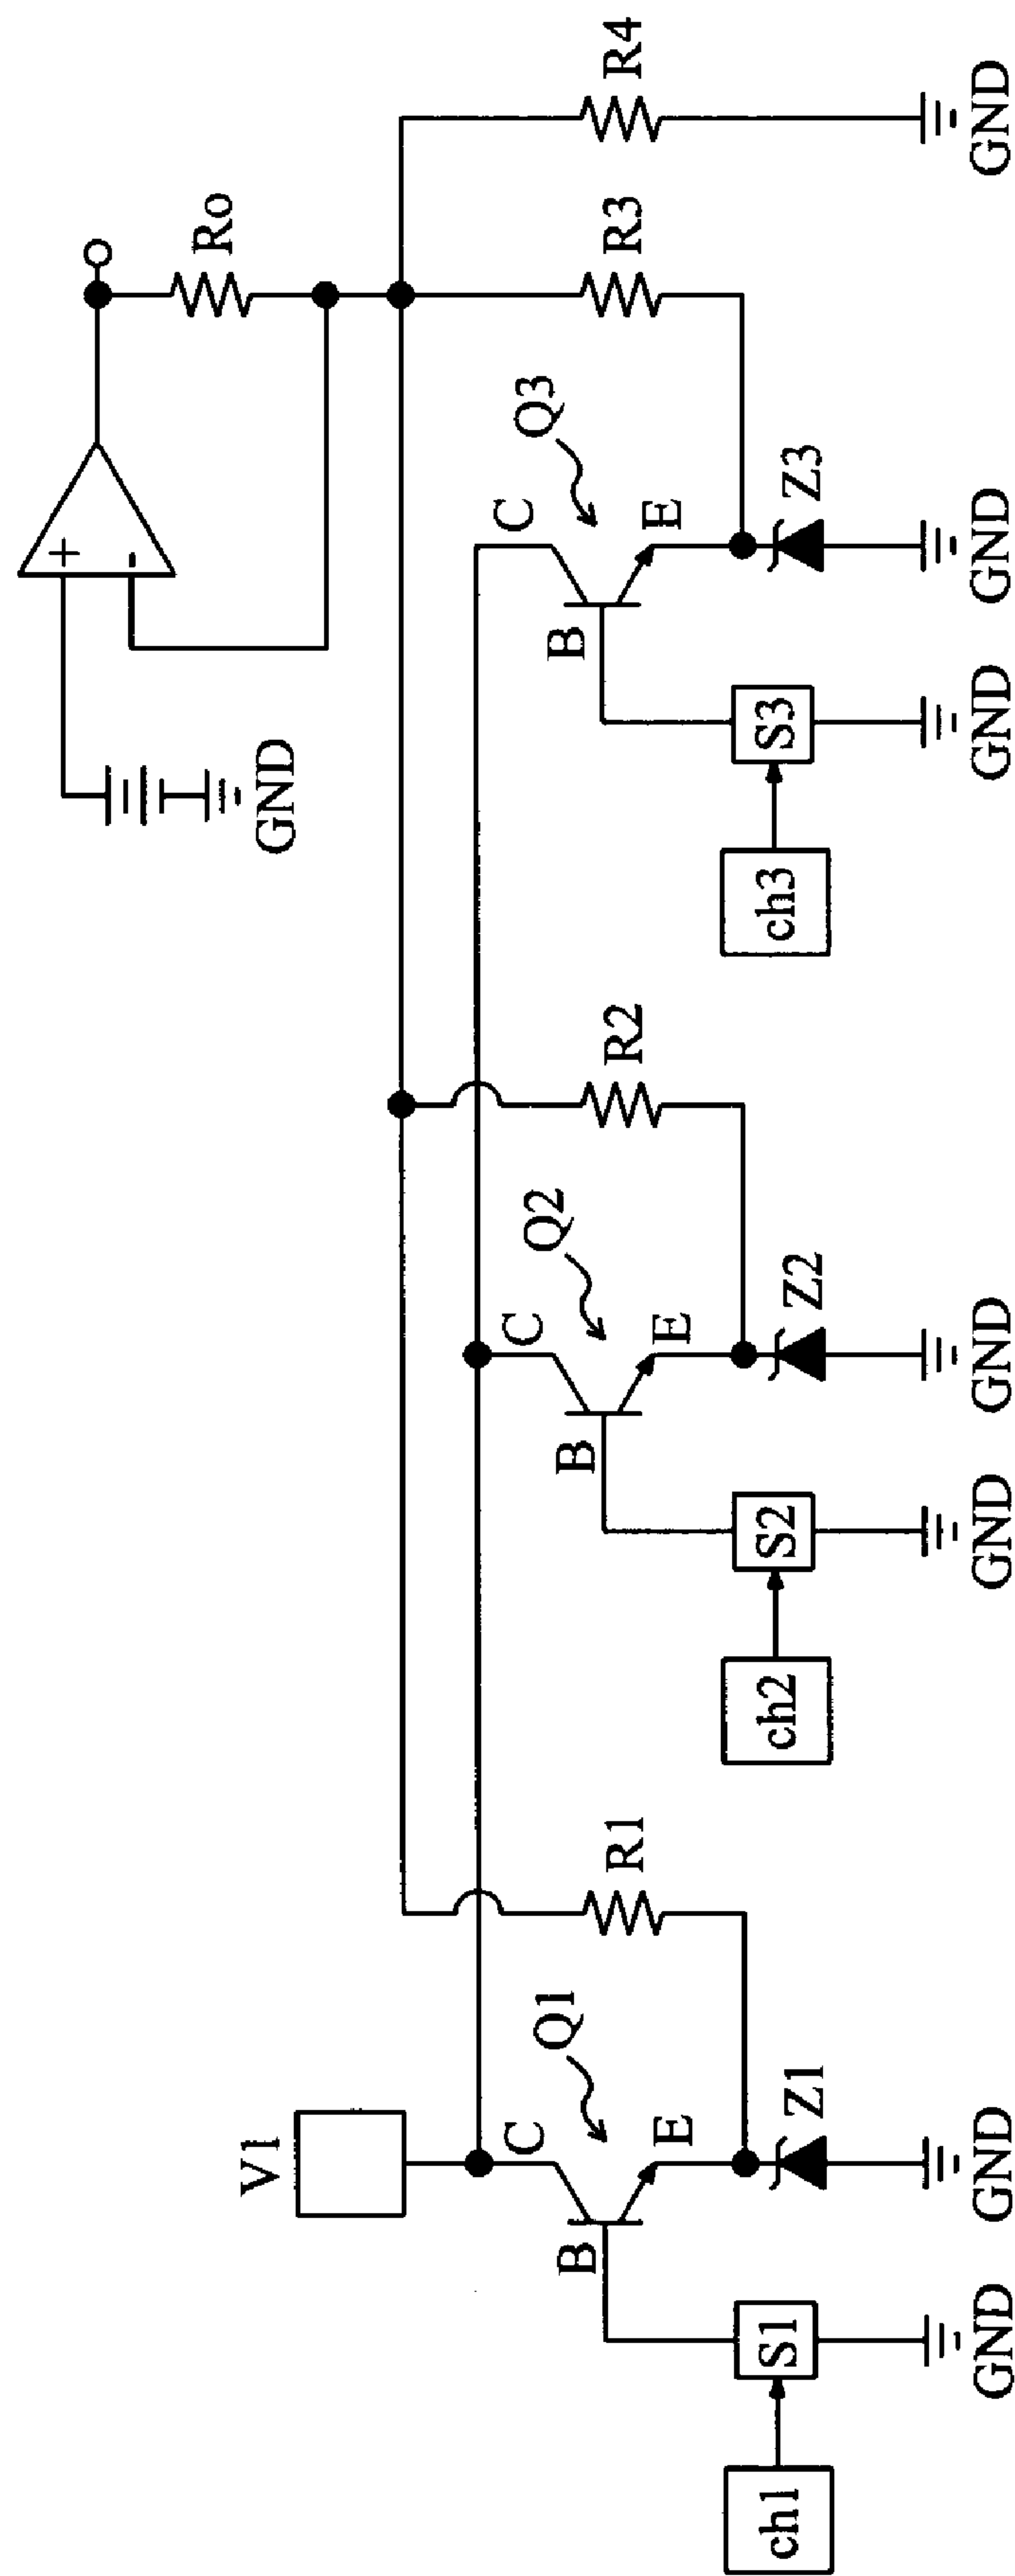 V1
GND
+
-
Ro
C
Q1
B
E
R1
C
Q2
B
E
R2
C
Q3
B
E
R3
R4
ch1
S1
Z1
ch2
S2
Z2
ch3
S3
Z3
GND
GND
GND
GND
GND
GND
GND